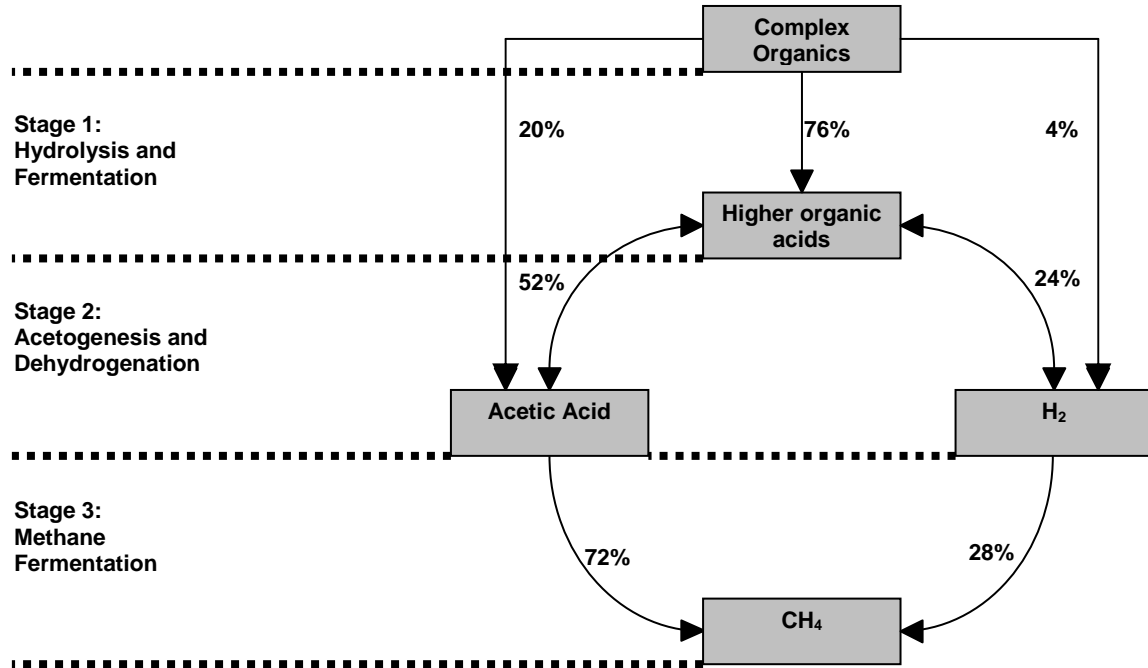 Complex
Organics
Stage 1:
Hydrolysis and
Fermentation
20%
76%
4%
Higher organic
acids
52%
24%
Stage 2:
Acetogenesis and
Dehydrogenation
Acetic Acid
H₂
Stage 3:
Methane
Fermentation
72%
28%
CH₄